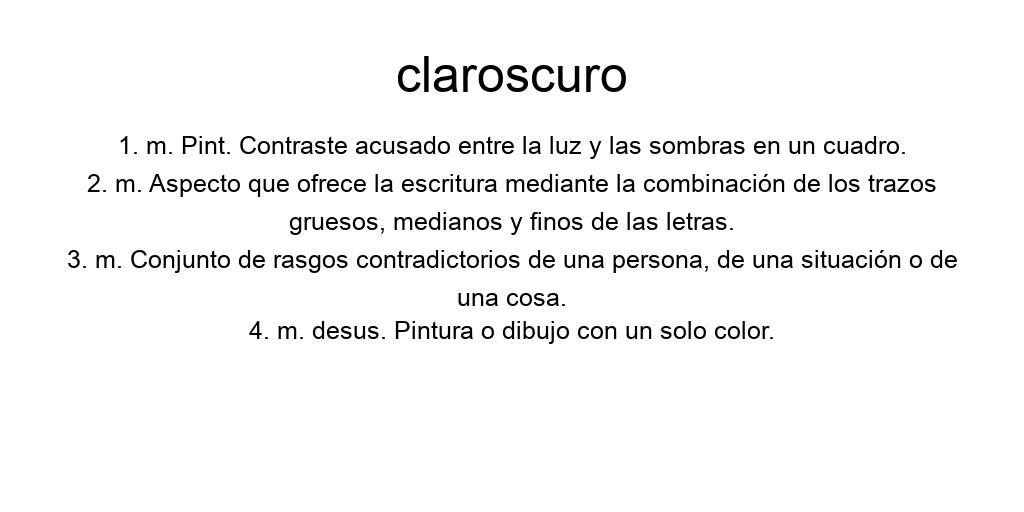 claroscuro
1. m. Pint. Contraste acusado entre la luz y las sombras en un cuadro.
2. m. Aspecto que ofrece la escritura mediante la combinación de los trazos
gruesos, medianos y finos de las letras.
3. m. Conjunto de rasgos contradictorios de una persona, de una situación o de
una cosa.
4. m. desus. Pintura o dibujo con un solo color.